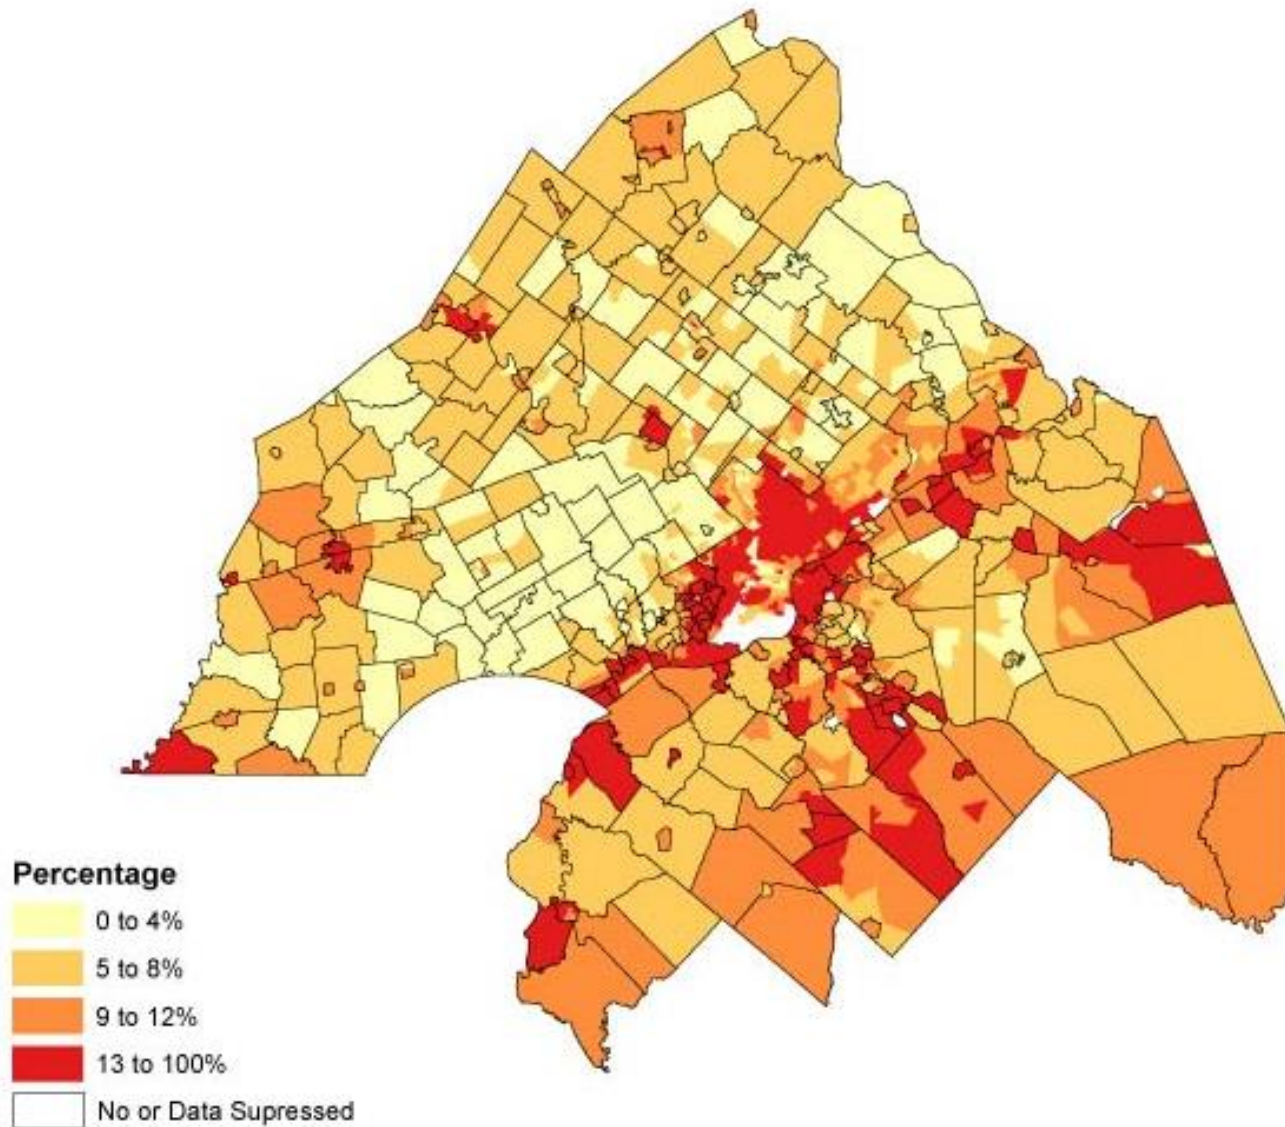 Percentage
0 to 4%
5 to 8%
9 to 12%
13 to 100%
No or Data Supressed